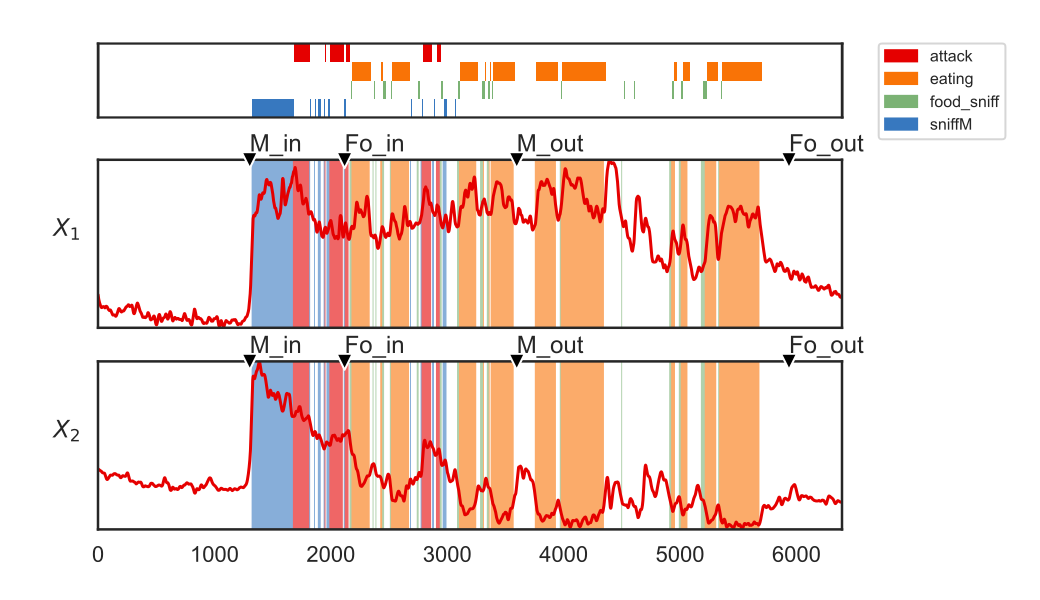 attack
eating
food_sniff
sniffM
M_in Fo_in M_out Fo_out
X1
M_in Fo_in M_out Fo_out
X2
0 1000 2000 3000 4000 5000 6000